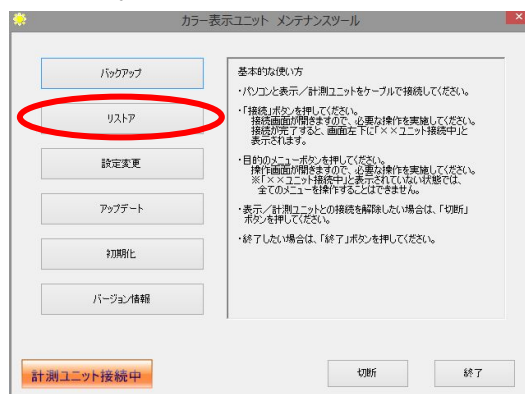 カラー表示ユニット メンテナンスツール
バックアップ
リストア
設定変更
アップデート
初期化
バージョン情報
基本的な使い方
・パソコンと表示／計測ユニットをケーブルで接続してください。
・「接続」ボタンを押してください。
接続画面が開きますので、必要な操作を実施してください。
接続が完了すると、画面左下に「××ユニット接続中」と
表示されます。
・目的のメニューボタンを押してください。
操作画面が開きますので、必要な操作を実施してください。
※「××ユニット接続中」と表示されていない状態では、
全てのメニューを操作することはできません。
・表示／計測ユニットとの接続を解除したい場合は、「切断」
ボタンを押してください。
・終了したい場合は、「終了」ボタンを押してください。
計測ユニット接続中
切断
終了